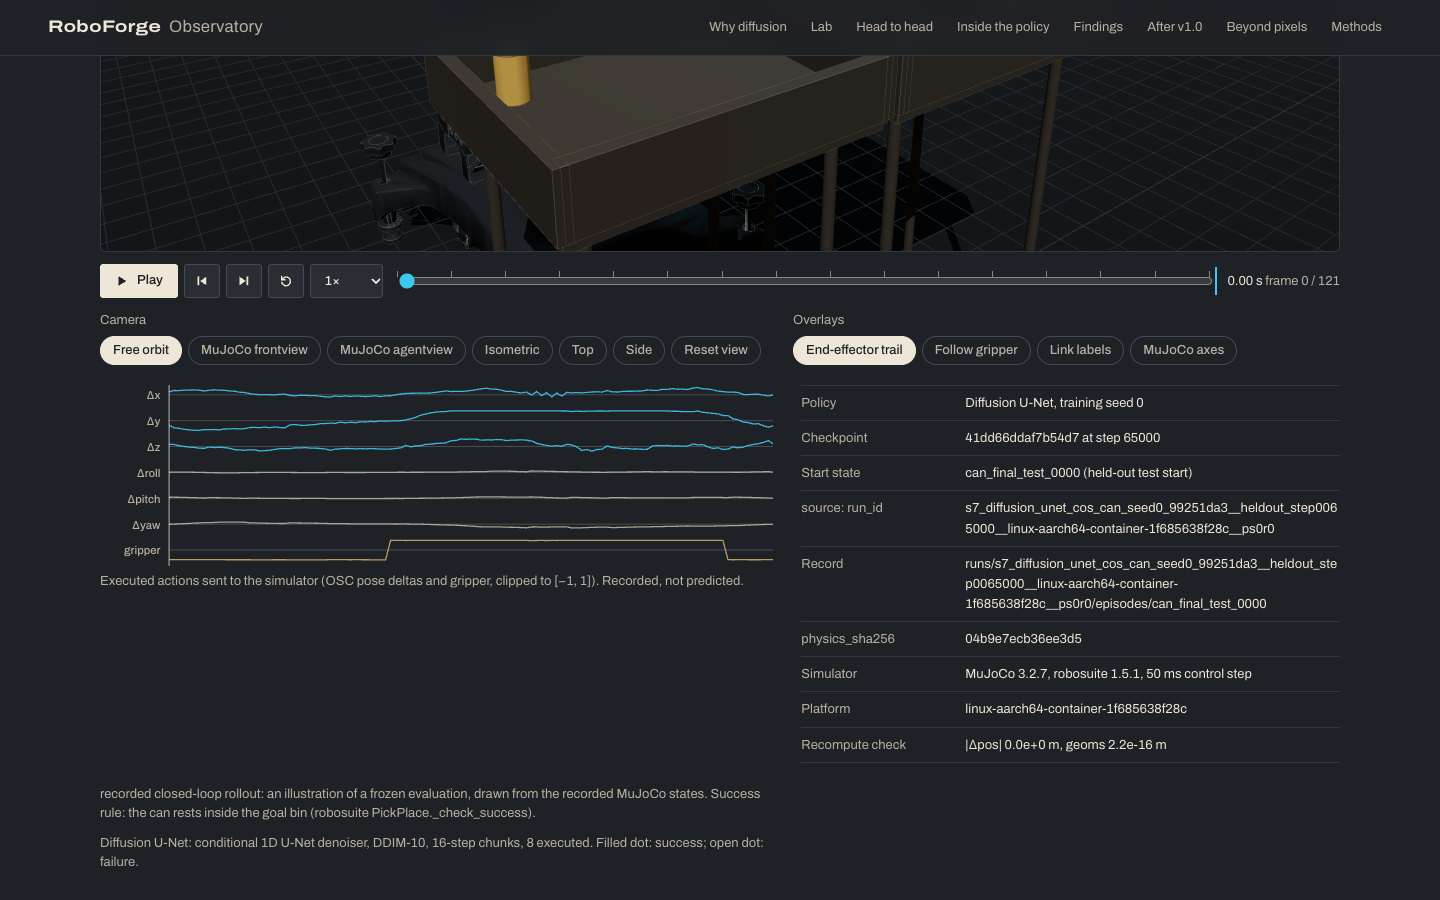 RoboForge Observatory
Why diffusion
Lab
Head to head
Inside the policy
Findings
After v1.0
Beyond pixels
Methods
Play
1×
0.00 s frame 0 / 121
Camera
Free orbit
MuJoCo frontview
MuJoCo agentview
Isometric
Top
Side
Reset view
Overlays
End-effector trail
Follow gripper
Link labels
MuJoCo axes
Δx
Δy
Δz
Δroll
Δpitch
Δyaw
gripper
Executed actions sent to the simulator (OSC pose deltas and gripper, clipped to [−1, 1]). Recorded, not predicted.
Policy
Diffusion U-Net, training seed 0
Checkpoint
41dd66ddaf7b54d7 at step 65000
Start state
can_final_test_0000 (held-out test start)
source: run_id
s7_diffusion_unet_cos_can_seed0_99251da3__heldout_step006
5000__linux-aarch64-container-1f685638f28c__ps0r0
Record
runs/s7_diffusion_unet_cos_can_seed0_99251da3__heldout_ste
p0065000__linux-aarch64-container-
1f685638f28c__ps0r0/episodes/can_final_test_0000
physics_sha256
04b9e7ecb36ee3d5
Simulator
MuJoCo 3.2.7, robosuite 1.5.1, 50 ms control step
Platform
linux-aarch64-container-1f685638f28c
Recompute check
|Δpos| 0.0e+0 m, geoms 2.2e-16 m
recorded closed-loop rollout: an illustration of a frozen evaluation, drawn from the recorded MuJoCo states. Success
rule: the can rests inside the goal bin (robosuite PickPlace._check_success).
Diffusion U-Net: conditional 1D U-Net denoiser, DDIM-10, 16-step chunks, 8 executed. Filled dot: success; open dot:
failure.